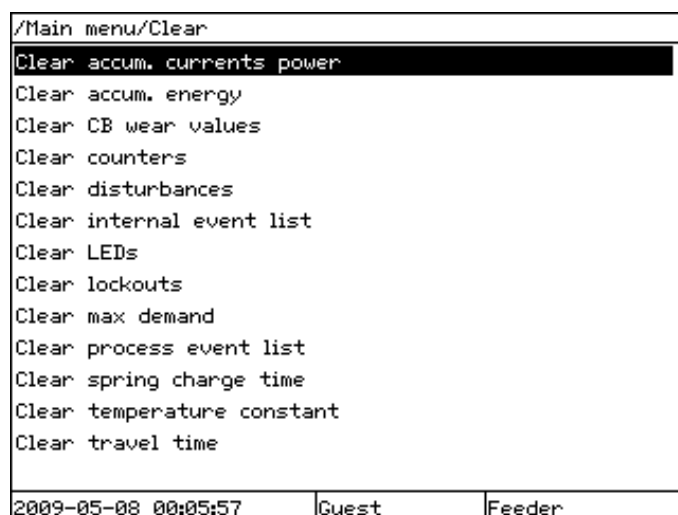 /Main menu/Clear
Clear accum. currents power
Clear accum. energy
Clear CB wear values
Clear counters
Clear disturbances
Clear internal event list
Clear LEDs
Clear lockouts
Clear max demand
Clear process event list
Clear spring charge time
Clear temperature constant
Clear travel time
2009-05-08 00:05:57 Guest Feeder